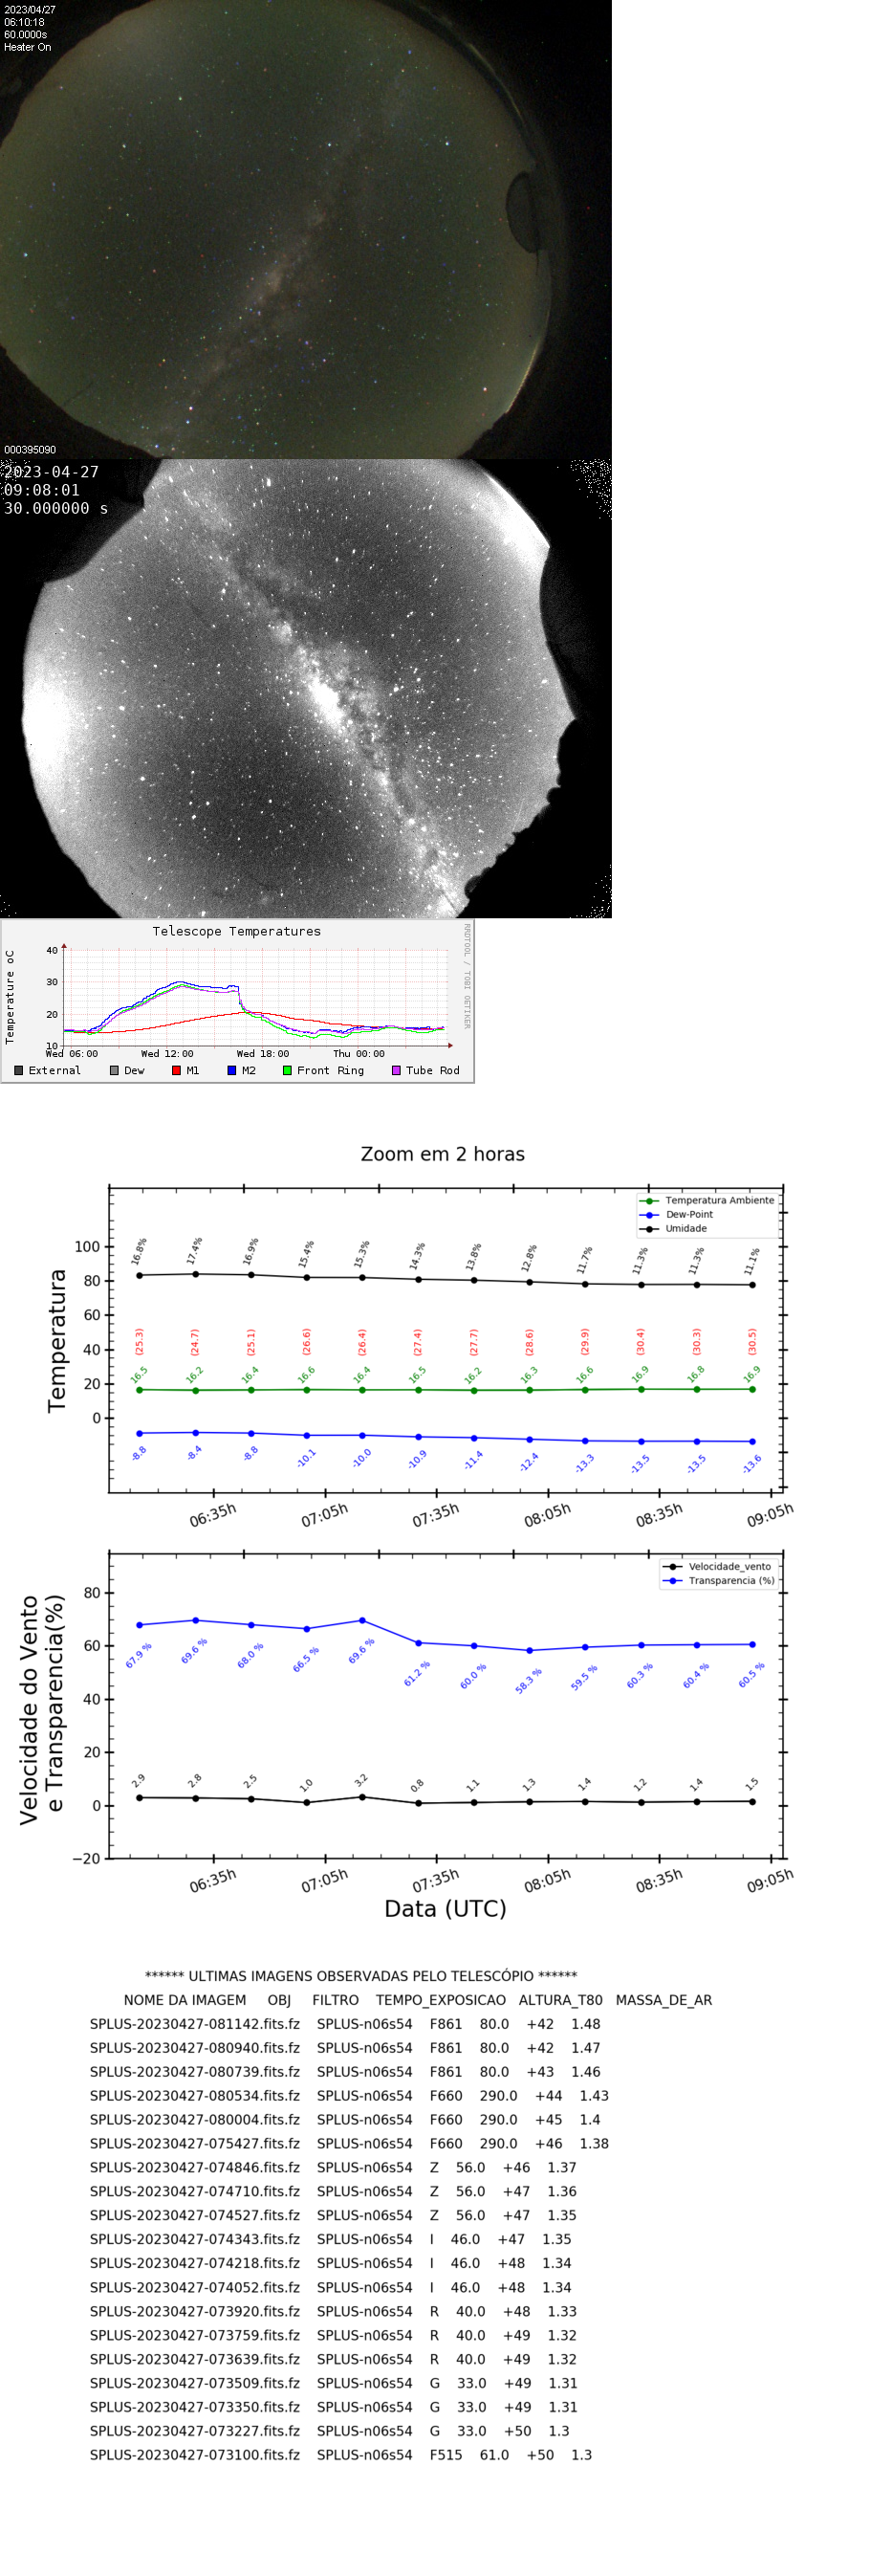 2023/04/27
06:10:18
60.0000s
Heater On
000395090
2023-04-27
09:08:01
30.000000 s
Telescope Temperatures
RRDTOOL / TOBI OETIKER
Temperature oC
40
30
20
10
Wed 06:00 Wed 12:00 Wed 18:00 Thu 00:00
External Dew M1 M2 Front Ring Tube Rod
Zoom em 2 horas
Temperatura Ambiente
Dew-Point
Umidade
Temperatura
100
80
60
40
20
0
16.8% 17.4% 16.9% 15.4% 15.3% 14.3% 13.8% 12.8% 11.7% 11.3% 11.3% 11.1%
(25.3) (24.7) (25.1) (26.6) (26.4) (27.4) (27.7) (28.6) (29.9) (30.4) (30.3) (30.5)
16.5 16.2 16.4 16.6 16.4 16.5 16.2 16.3 16.6 16.9 16.8 16.9
-8.8 -8.4 -8.8 -10.1 -10.0 -10.9 -11.4 -12.4 -13.3 -13.5 -13.5 -13.6
06:35h 07:05h 07:35h 08:05h 08:35h 09:05h
Velocidade_vento
Transparencia (%)
Velocidade do Vento
e Transparencia(%)
80
60
40
20
0
−20
67.9 % 69.6 % 68.0 % 66.5 % 69.6 % 61.2 % 60.0 % 58.3 % 59.5 % 60.3 % 60.4 % 60.5 %
2.9 2.8 2.5 1.0 3.2 0.8 1.1 1.3 1.4 1.2 1.4 1.5
06:35h 07:05h 07:35h 08:05h 08:35h 09:05h
Data (UTC)
****** ULTIMAS IMAGENS OBSERVADAS PELO TELESCÓPIO ******
NOME DA IMAGEM OBJ FILTRO TEMPO_EXPOSICAO ALTURA_T80 MASSA_DE_AR
SPLUS-20230427-081142.fits.fz SPLUS-n06s54 F861 80.0 +42 1.48
SPLUS-20230427-080940.fits.fz SPLUS-n06s54 F861 80.0 +42 1.47
SPLUS-20230427-080739.fits.fz SPLUS-n06s54 F861 80.0 +43 1.46
SPLUS-20230427-080534.fits.fz SPLUS-n06s54 F660 290.0 +44 1.43
SPLUS-20230427-080004.fits.fz SPLUS-n06s54 F660 290.0 +45 1.4
SPLUS-20230427-075427.fits.fz SPLUS-n06s54 F660 290.0 +46 1.38
SPLUS-20230427-074846.fits.fz SPLUS-n06s54 Z 56.0 +46 1.37
SPLUS-20230427-074710.fits.fz SPLUS-n06s54 Z 56.0 +47 1.36
SPLUS-20230427-074527.fits.fz SPLUS-n06s54 Z 56.0 +47 1.35
SPLUS-20230427-074343.fits.fz SPLUS-n06s54 I 46.0 +47 1.35
SPLUS-20230427-074218.fits.fz SPLUS-n06s54 I 46.0 +48 1.34
SPLUS-20230427-074052.fits.fz SPLUS-n06s54 I 46.0 +48 1.34
SPLUS-20230427-073920.fits.fz SPLUS-n06s54 R 40.0 +48 1.33
SPLUS-20230427-073759.fits.fz SPLUS-n06s54 R 40.0 +49 1.32
SPLUS-20230427-073639.fits.fz SPLUS-n06s54 R 40.0 +49 1.32
SPLUS-20230427-073509.fits.fz SPLUS-n06s54 G 33.0 +49 1.31
SPLUS-20230427-073350.fits.fz SPLUS-n06s54 G 33.0 +49 1.31
SPLUS-20230427-073227.fits.fz SPLUS-n06s54 G 33.0 +50 1.3
SPLUS-20230427-073100.fits.fz SPLUS-n06s54 F515 61.0 +50 1.3